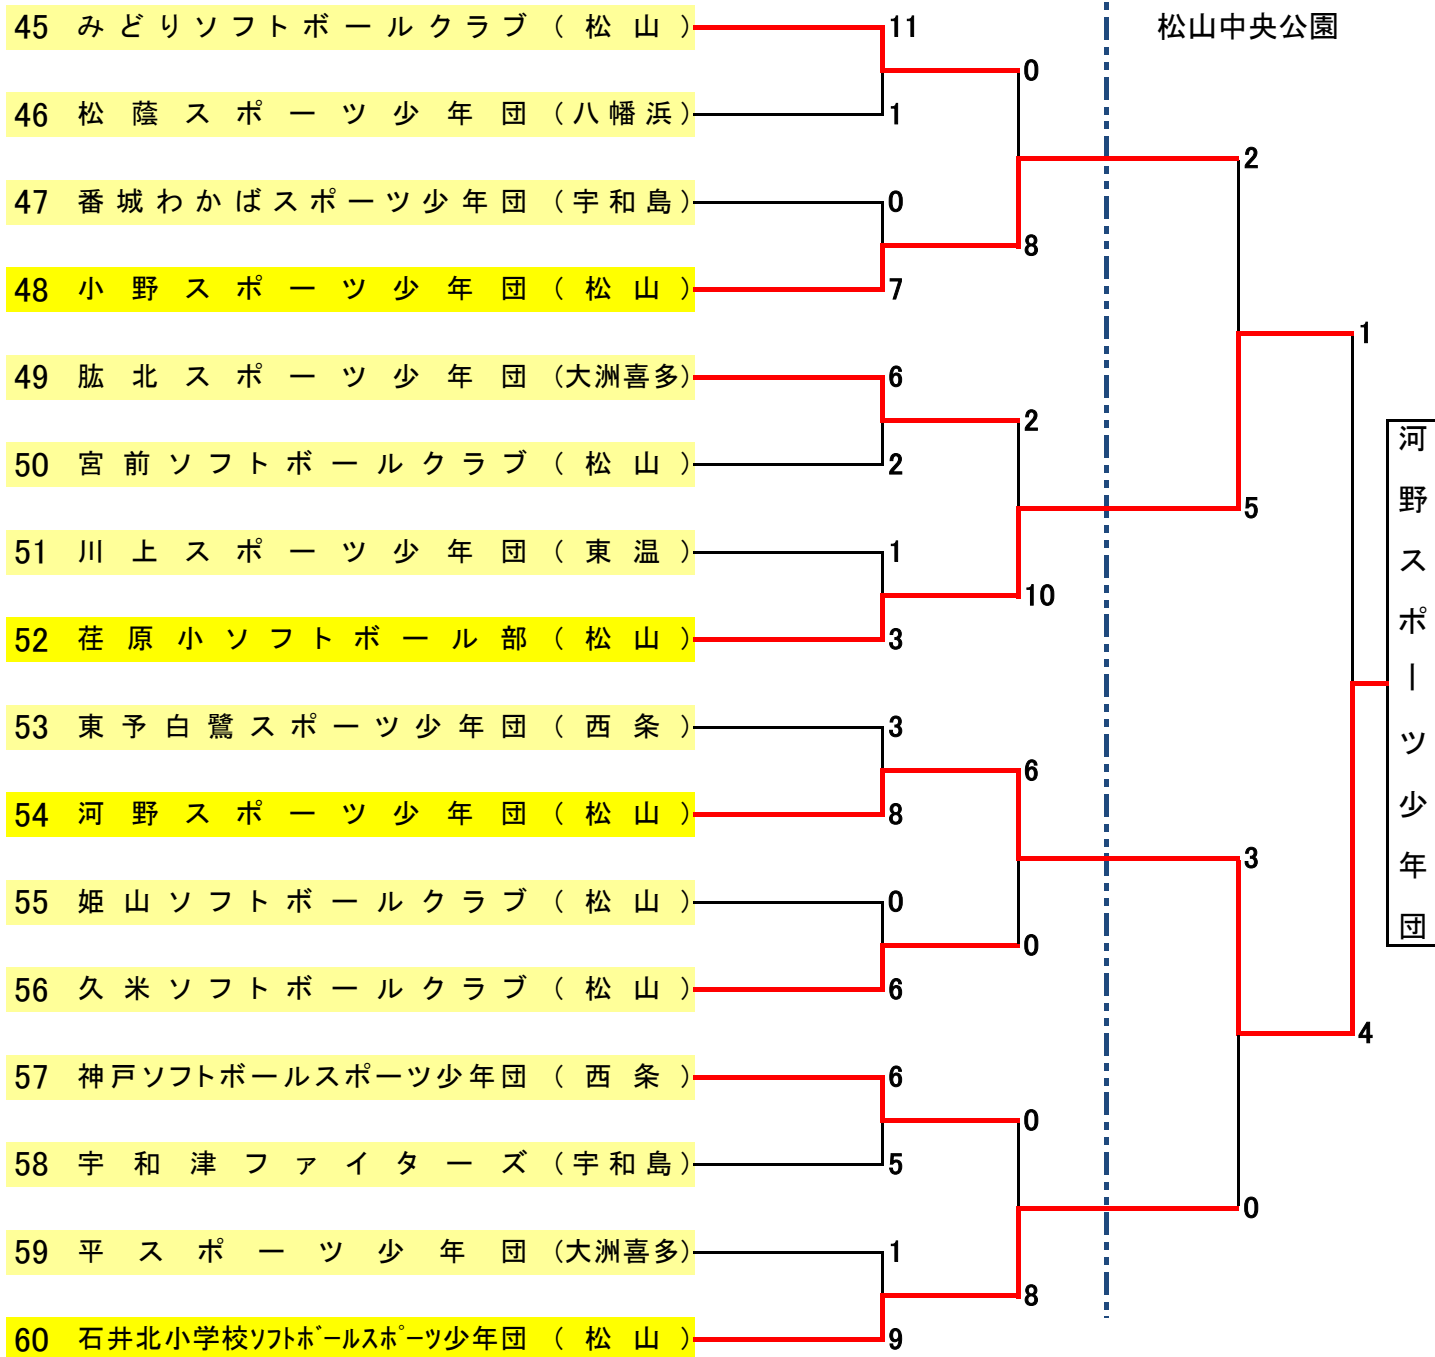 45 みどりソフトボールクラブ （ 松 山 ） 11
松山中央公園
0
46 松蔭スポーツ少年団 （八幡浜） 1
2
47 番城わかばスポーツ少年団 （宇和島） 0
8
48 小野スポーツ少年団 （ 松 山 ） 7
1
49 肱北スポーツ少年団 （大洲喜多） 6
2
50 宮前ソフトボールクラブ （ 松 山 ） 2
5
51 川上スポーツ少年団 （ 東 温 ） 1
10
52 荏原小ソフトボール部 （ 松 山 ） 3
河野スポーツ少年団
53 東予白鷺スポーツ少年団 （ 西 条 ） 3
6
54 河野スポーツ少年団 （ 松 山 ） 8
3
55 姫山ソフトボールクラブ （ 松 山 ） 0
0
56 久米ソフトボールクラブ （ 松 山 ） 6
4
57 神戸ソフトボールスポーツ少年団 （ 西 条 ） 6
0
58 宇和津ファイターズ （宇和島） 5
0
59 平スポーツ少年団 （大洲喜多） 1
8
60 石井北小学校ｿﾌﾄﾎﾞｰﾙｽﾎﾟｰﾂ少年団 （ 松 山 ） 9